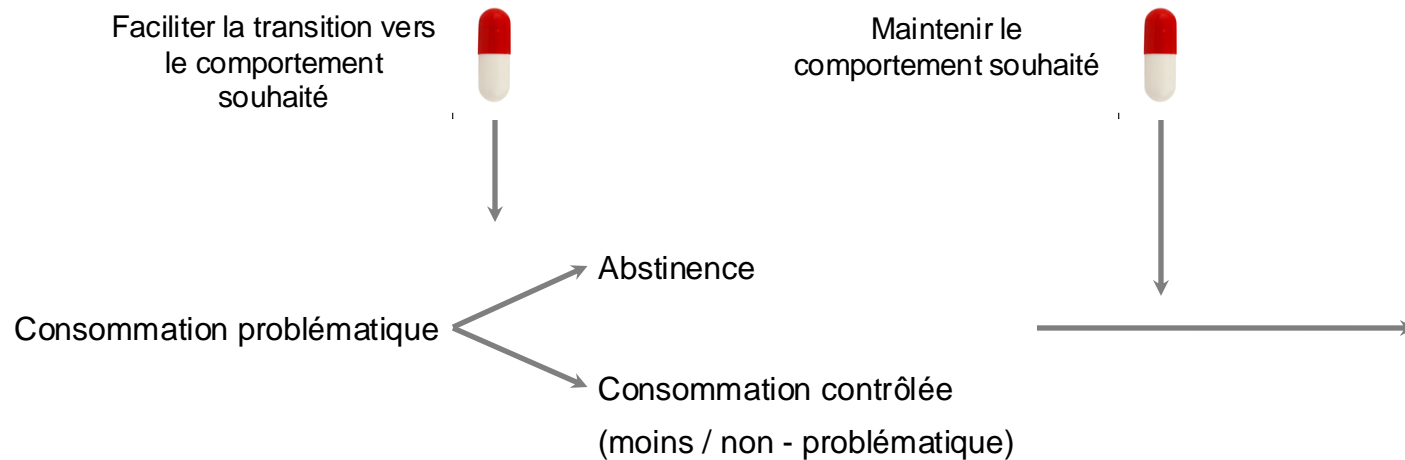 Faciliter la transition vers
le comportement
souhaité
Maintenir le
comportement souhaité
Abstinence
Consommation problématique
Consommation contrôlée
(moins / non - problématique)